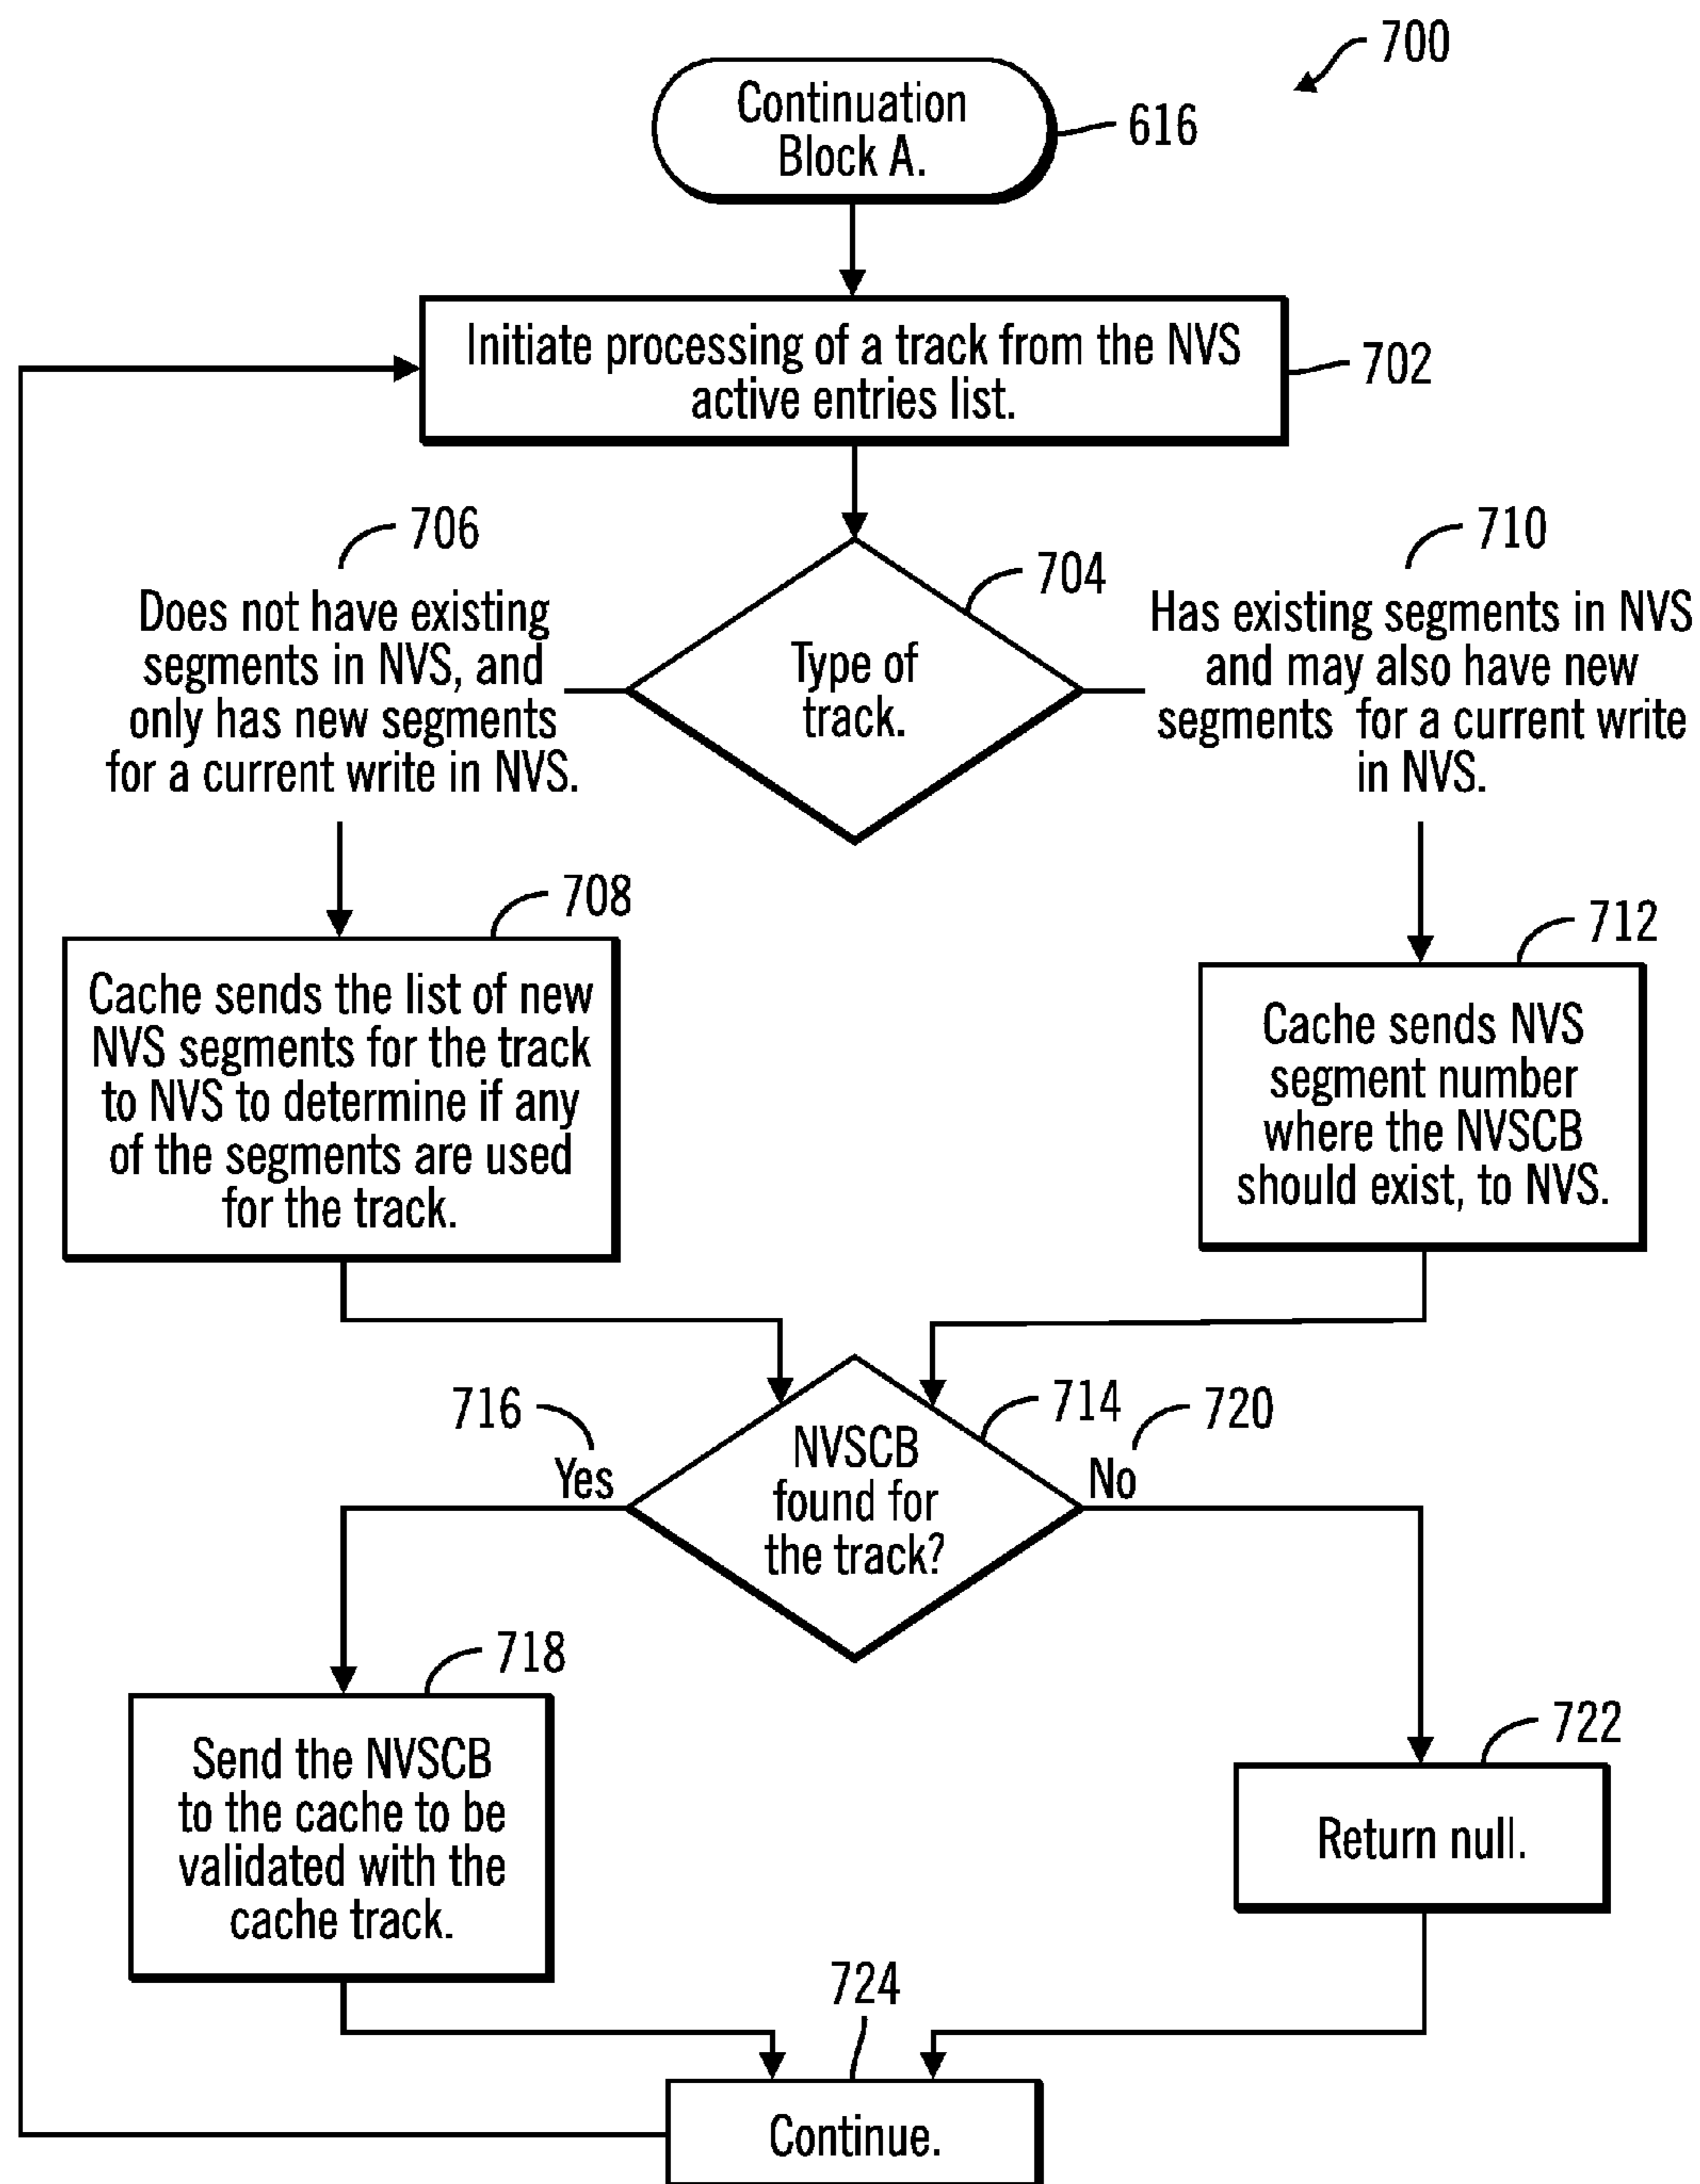 700
Continuation
Block A.
616
Initiate processing of a track from the NVS
active entries list.
702
706
Does not have existing
segments in NVS, and
only has new segments
for a current write in NVS.
704
Type of
track.
710
Has existing segments in NVS
and may also have new
segments for a current write
in NVS.
708
Cache sends the list of new
NVS segments for the track
to NVS to determine if any
of the segments are used
for the track.
712
Cache sends NVS
segment number
where the NVSCB
should exist, to NVS.
716
Yes
714
NVSCB
found for
the track?
720
No
718
Send the NVSCB
to the cache to be
validated with the
cache track.
722
Return null.
724
Continue.